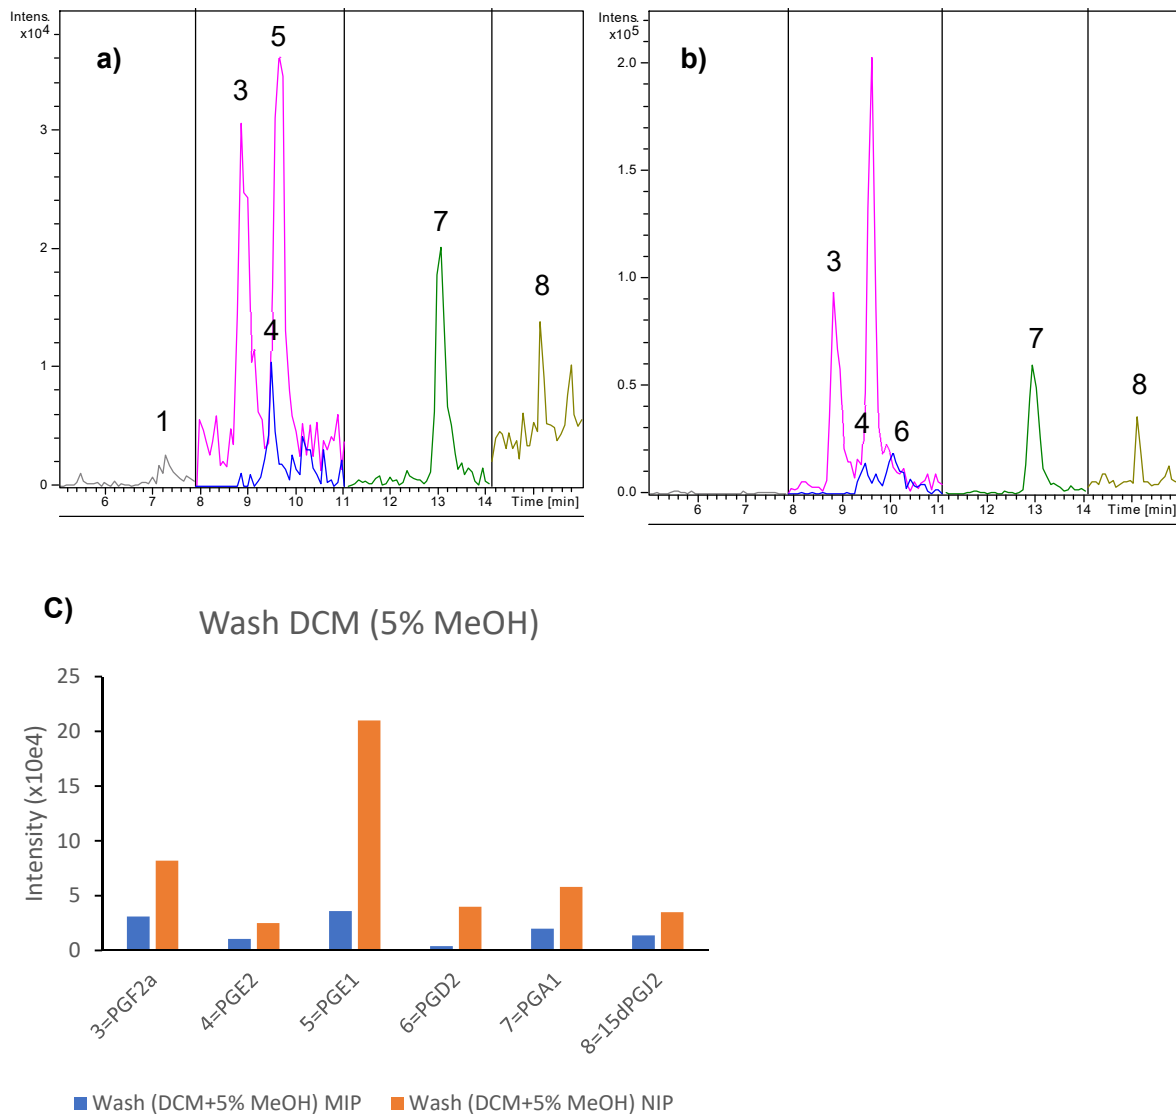 Intens.
x10⁴
a)
5
3
4
7
8
1
3
2
1
0
6 7 8 9 10 11 12 13 14 Time [min]
Intens.
x10⁵
b)
2.0
1.5
1.0
0.5
0.0
3
4
6
7
8
6 7 8 9 10 11 12 13 14 Time [min]
C)
Wash DCM (5% MeOH)
Intensity (x10e4)
25
20
15
10
5
0
3=PGF2a
4=PGE2
5=PGE1
6=PGD2
7=PGA1
8=15dPGJ2
Wash (DCM+5% MeOH) MIP Wash (DCM+5% MeOH) NIP